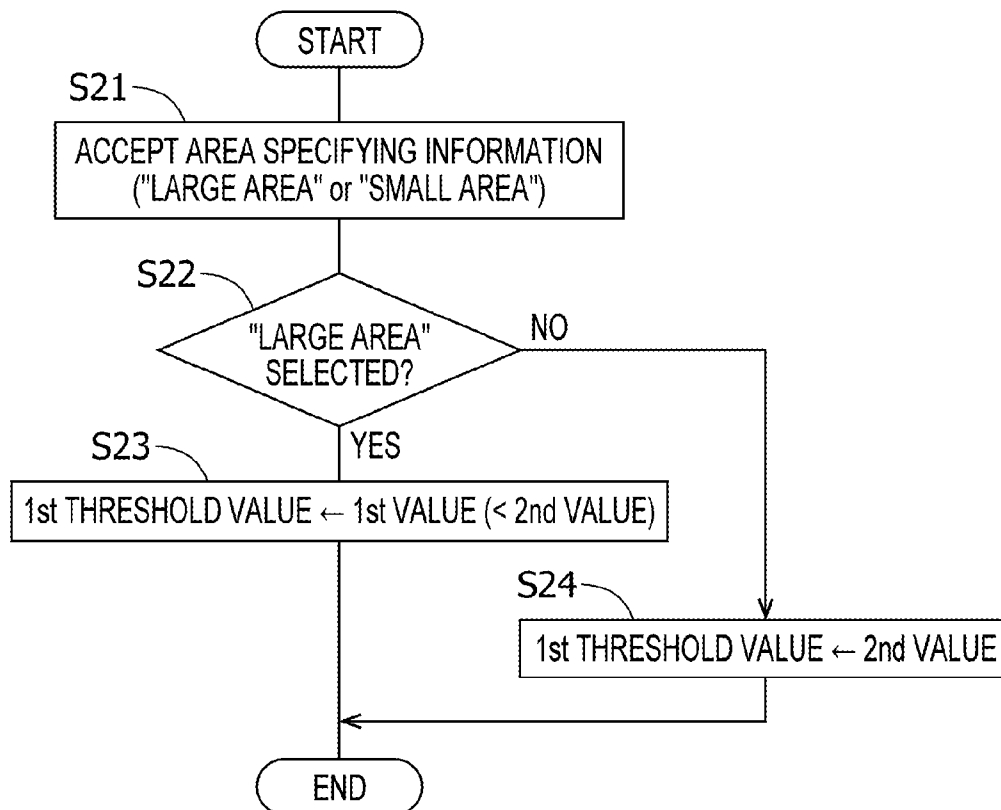 START
S21
ACCEPT AREA SPECIFYING INFORMATION
("LARGE AREA" or "SMALL AREA")
S22
"LARGE AREA"
SELECTED?
NO
YES
S23
1st THRESHOLD VALUE ← 1st VALUE (< 2nd VALUE)
S24
1st THRESHOLD VALUE ← 2nd VALUE
END